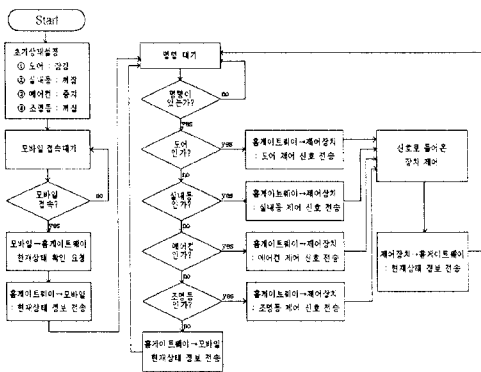 Start
초기상태설정
① 도어 : 잠김
② 실내등 : 꺼짐
③ 에어컨 : 중지
④ 조명등 : 꺼짐
모바일 접속대기
모바일
접속?
no
yes
모바일→홈게이트웨이
현재상태 확인 요청
홈게이트웨이→모바일
: 현재상태 정보 전송
명령 대기
명령이
있는가?
no
yes
도어
인가?
yes
no
홈게이트웨이→제어장치
: 도어 제어 신호 전송
실내등
인가?
yes
no
홈게이트웨이→제어장치
: 실내등 제어 신호 전송
에어컨
인가?
yes
no
홈게이트웨이→제어장치
: 에어컨 제어 신호 전송
조명등
인가?
yes
no
홈게이트웨이→제어장치
: 조명등 제어 신호 전송
홈게이트웨이→모바일
현재상태 정보 전송
신호로 들어온
장치 제어
제어장치→홈게이트웨이
: 현재상태 정보 전송